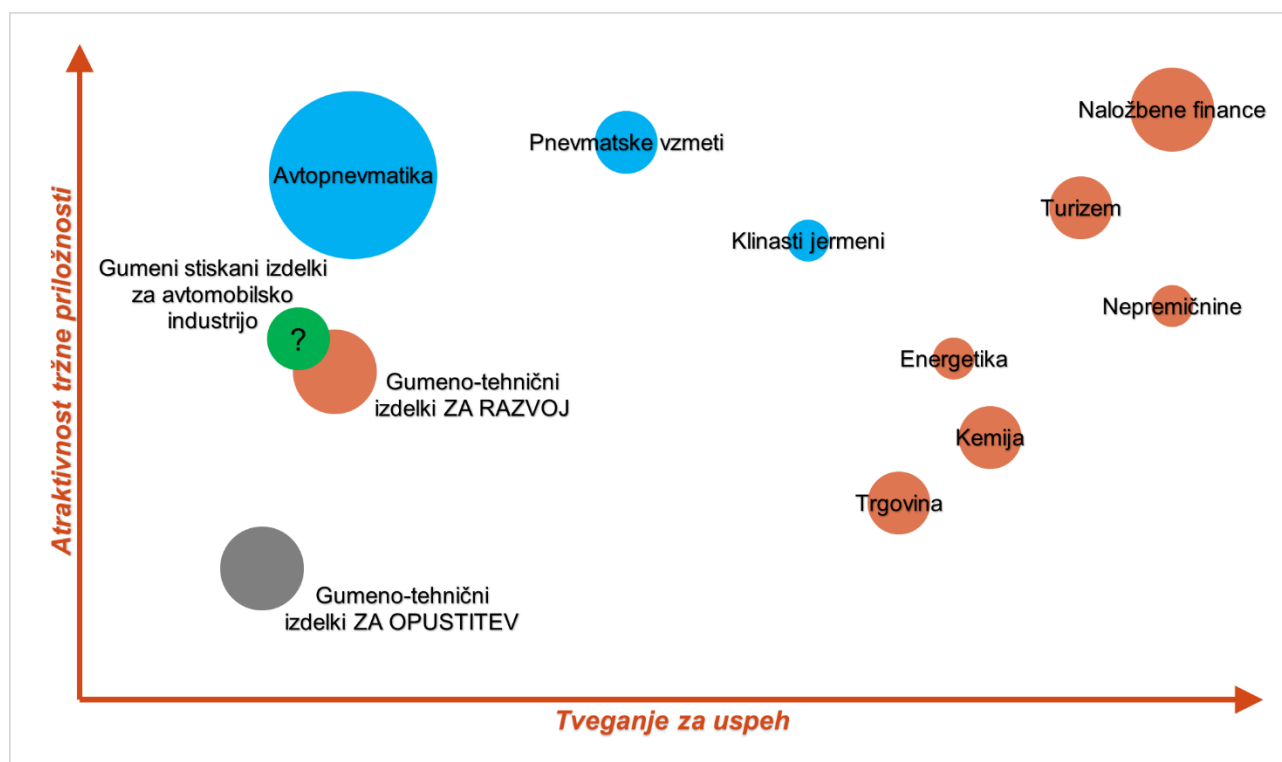 Naložbene finance
Pnevmatske vzmeti
Avtopnevmatika
Turizem
Klinasti jermeni
Gumeni stiskani izdelki
za avtomobilsko
industrijo
?
Nepremičnine
Energetika
Gumeno-tehnični
izdelki ZA RAZVOJ
Kemija
Trgovina
Gumeno-tehnični
izdelki ZA OPUSTITEV
Atraktivnost tržne priložnosti
Tveganje za uspeh